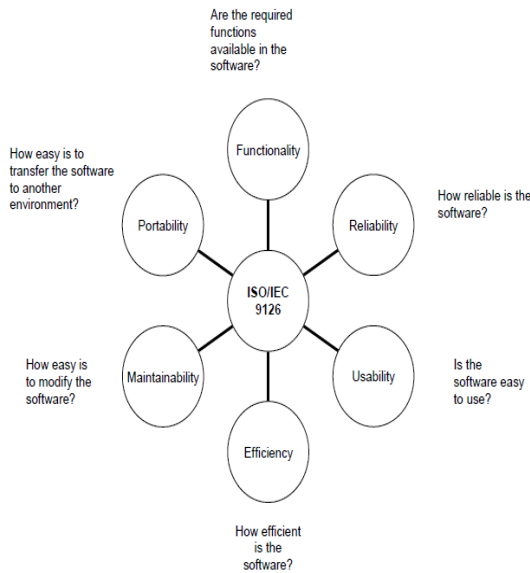 Are the required
functions
available in the
software?
Functionality
How easy is to
transfer the software
to another
environment?
Portability
How reliable is the
software?
Reliability
ISO/IEC
9126
How easy is
to modify the
software?
Maintainability
Usability
Is the
software easy
to use?
Efficiency
How efficient
is the
software?